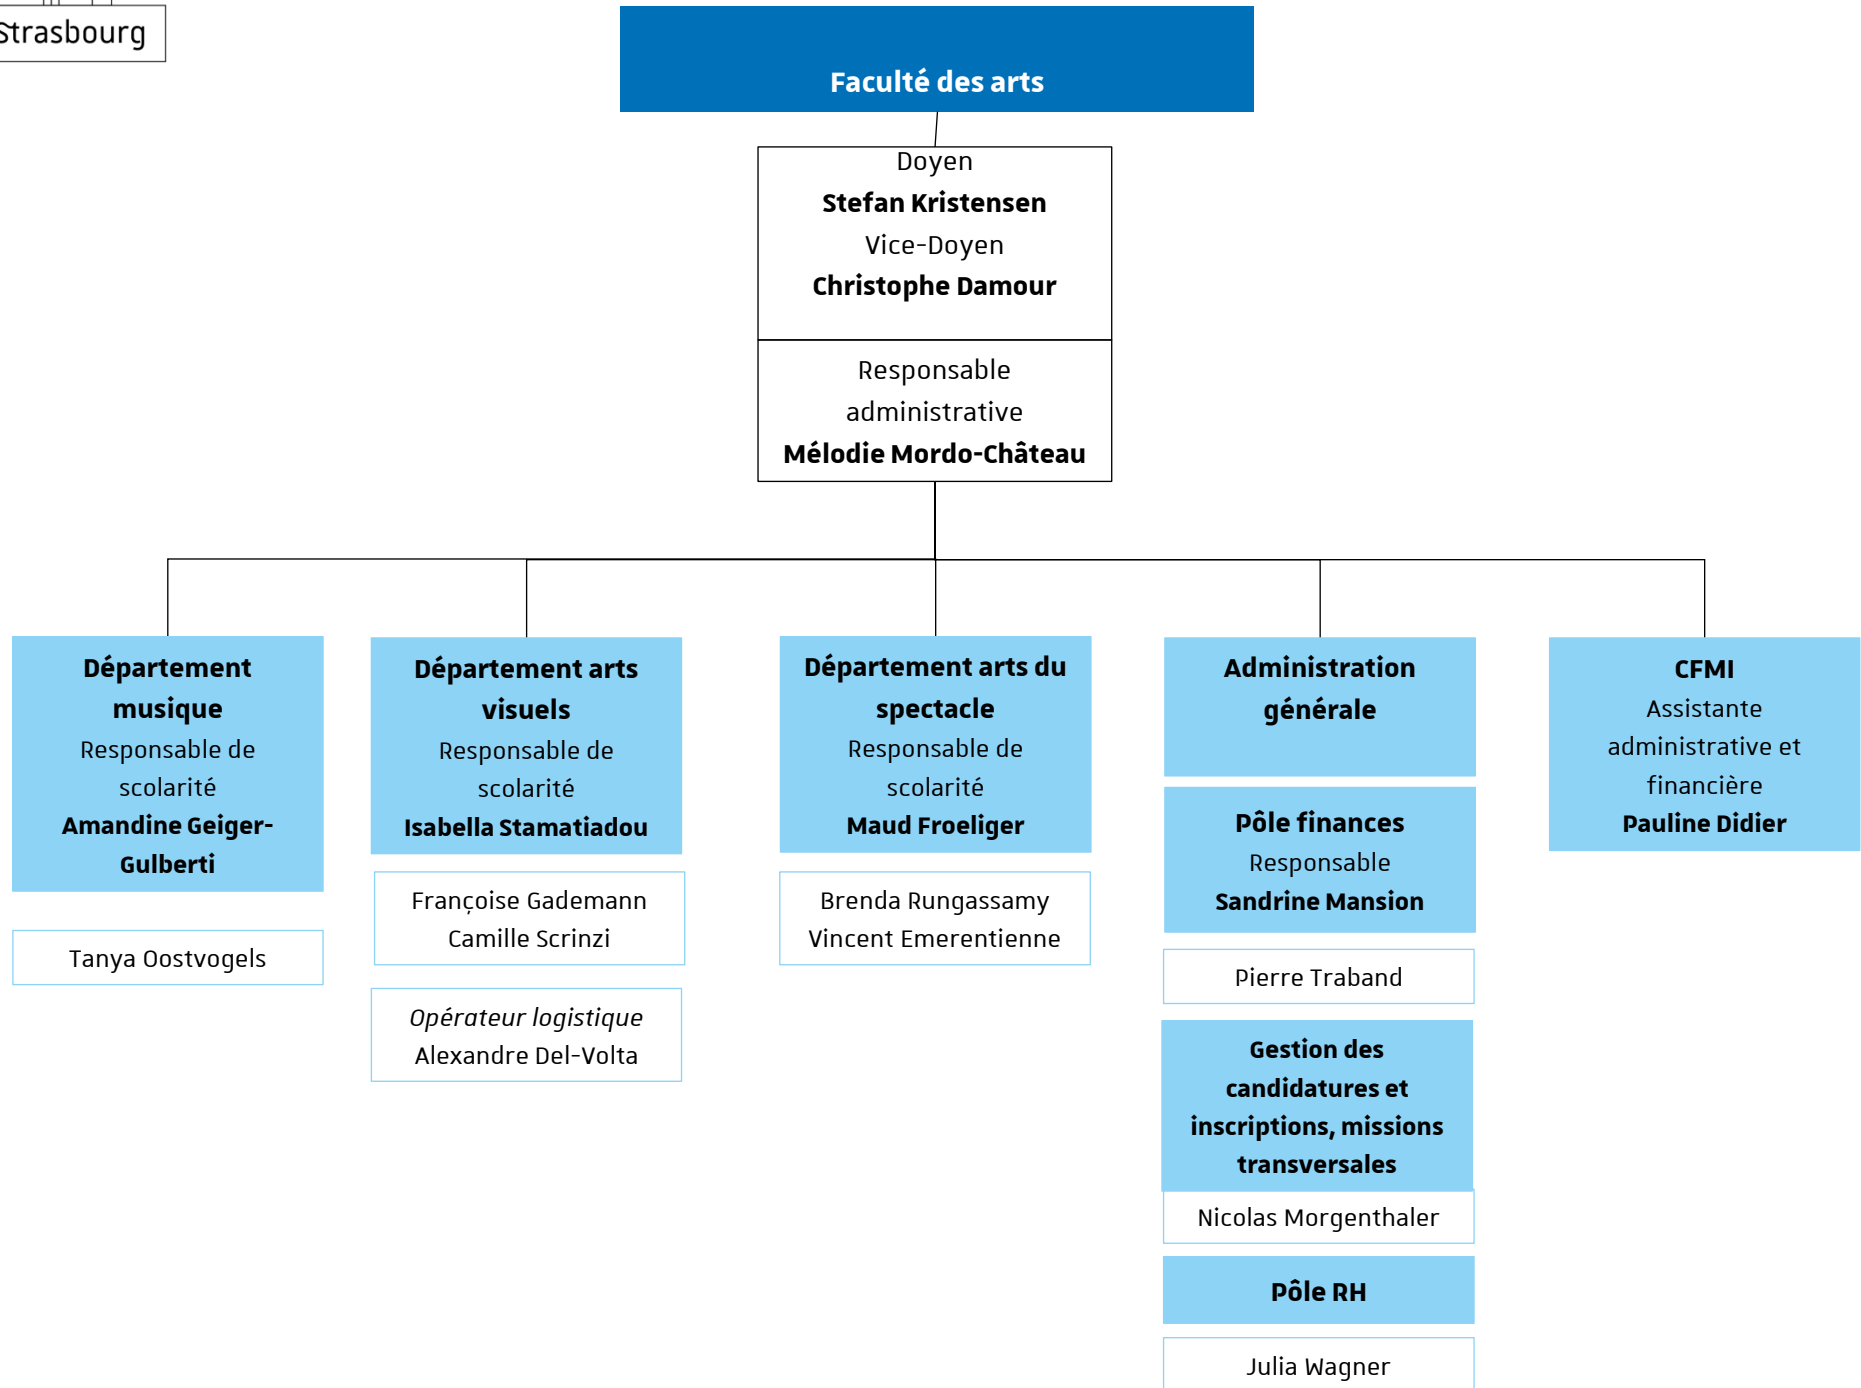 Strasbourg
Faculté des arts
Doyen
Stefan Kristensen
Vice-Doyen
Christophe Damour
Responsable
administrative
Mélodie Mordo-Château
Département
musique
Responsable de
scolarité
Amandine Geiger-
Gulberti
Tanya Oostvogels
Département arts
visuels
Responsable de
scolarité
Isabella Stamatiadou
Françoise Gademann
Camille Scrinzi
Opérateur logistique
Alexandre Del-Volta
Département arts du
spectacle
Responsable de
scolarité
Maud Froeliger
Brenda Rungassamy
Vincent Emerentienne
Administration
générale
Pôle finances
Responsable
Sandrine Mansion
Pierre Traband
Gestion des
candidatures et
inscriptions, missions
transversales
Nicolas Morgenthaler
Pôle RH
Julia Wagner
CFMI
Assistante
administrative et
financière
Pauline Didier